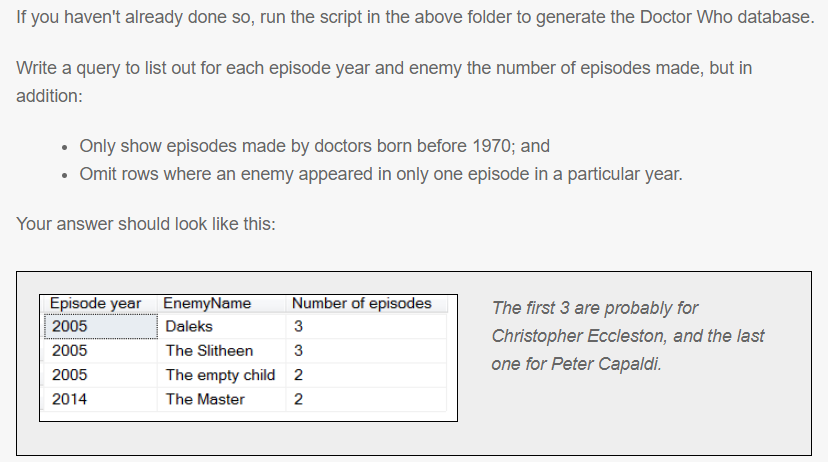 If you haven't already done so, run the script in the above folder to generate the Doctor Who database.
Write a query to list out for each episode year and enemy the number of episodes made, but in
addition:
• Only show episodes made by doctors born before 1970; and
• Omit rows where an enemy appeared in only one episode in a particular year.
Your answer should look like this:
Episode year EnemyName Number of episodes
2005 Daleks 3
2005 The Slitheen 3
2005 The empty child 2
2014 The Master 2
The first 3 are probably for
Christopher Eccleston, and the last
one for Peter Capaldi.